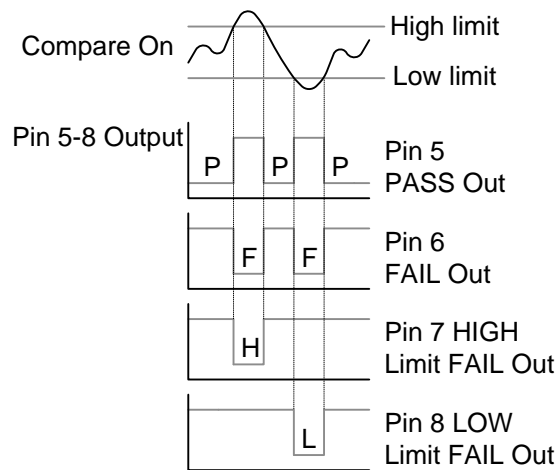 High limit
Compare On
Low limit
Pin 5-8 Output
P P P
Pin 5
PASS Out
F F
Pin 6
FAIL Out
H
Pin 7 HIGH
Limit FAIL Out
L
Pin 8 LOW
Limit FAIL Out